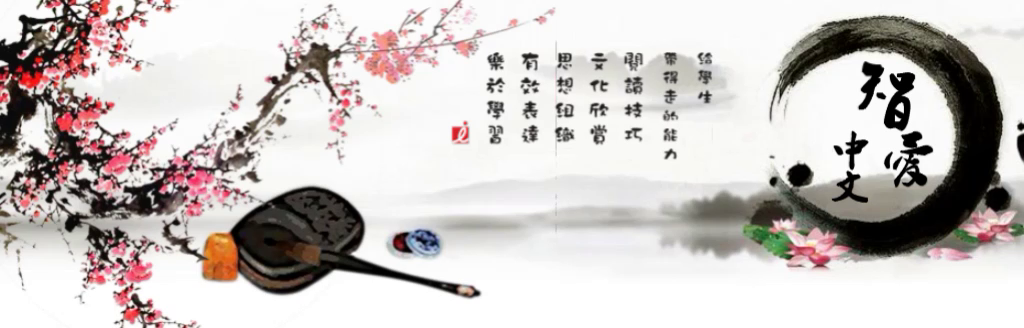 智愛
中文
給學生
帶得走的能力
閱讀技巧
文化欣賞
思想組織
有效表達
樂於學習
i